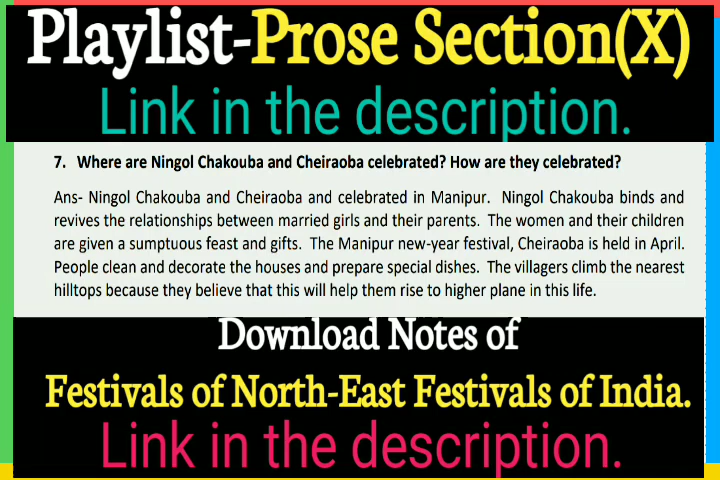 Playlist-Prose Section(X)
Link in the description.
7. Where are Ningol Chakouba and Cheiraoba celebrated? How are they celebrated?
Ans- Ningol Chakouba and Cheiraoba and celebrated in Manipur. Ningol Chakouba binds and
revives the relationships between married girls and their parents. The women and their children
are given a sumptuous feast and gifts. The Manipur new-year festival, Cheiraoba is held in April.
People clean and decorate the houses and prepare special dishes. The villagers climb the nearest
hilltops because they believe that this will help them rise to higher plane in this life.
Download Notes of
Festivals of North-East Festivals of India.
Link in the description.